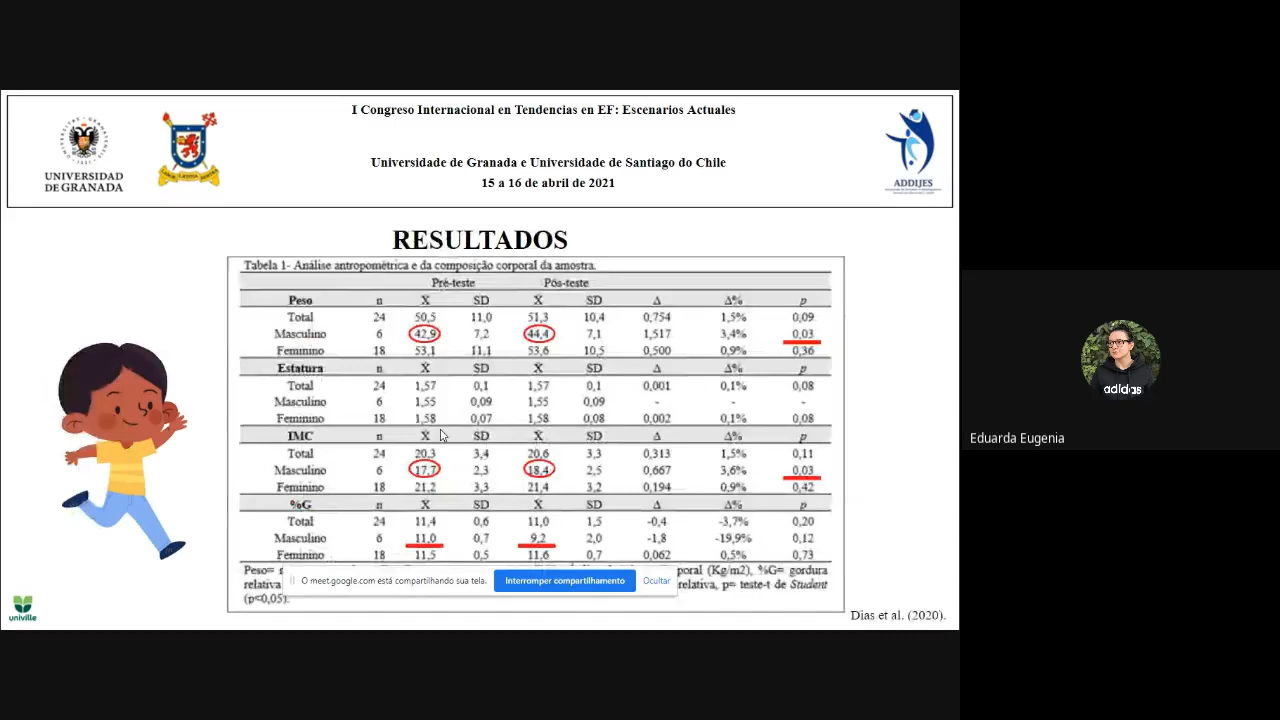 I Congreso Internacional en Tendencias en EF: Escenarios Actuales
Universidade de Granada e Universidade de Santiago do Chile
15 a 16 de abril de 2021
UNIVERSIDAD
DE GRANADA
ADDIJES
RESULTADOS
Tabela 1- Análise antropométrica e da composição corporal da amostra.
Pré-teste Pós-teste
Peso n X SD X SD Δ Δ% p
Total 24 50,5 11,0 51,3 10,4 0,754 1,5% 0,09
Masculino 6 42,9 7,2 44,4 7,1 1,517 3,4% 0,03
Feminino 18 53,1 11,1 53,6 10,5 0,500 0,9% 0,36
Estatura n X SD X SD Δ Δ% p
Total 24 1,57 0,1 1,57 0,1 0,001 0,1% 0,08
Masculino 6 1,55 0,09 1,55 0,09 - - -
Feminino 18 1,58 0,07 1,58 0,08 0,002 0,1% 0,08
IMC n X SD X SD Δ Δ% p
Total 24 20,3 3,4 20,6 3,3 0,313 1,5% 0,11
Masculino 6 17,7 2,3 18,4 2,5 0,667 3,6% 0,03
Feminino 18 21,2 3,3 21,4 3,2 0,194 0,9% 0,42
%G n X SD X SD Δ Δ% p
Total 24 11,4 0,6 11,0 1,5 -0,4 -3,7% 0,20
Masculino 6 11,0 0,7 9,2 2,0 -1,8 -19,9% 0,12
Feminino 18 11,5 0,5 11,6 0,7 0,062 0,5% 0,73
Peso= poral (Kg/m2), %G= gordura
relativa relativa, p= teste-t de Student
(p<0,05).
O meet.google.com está compartilhando sua tela. Interromper compartilhamento Ocultar
Dias et al. (2020).
univille
adidas
Eduarda Eugenia